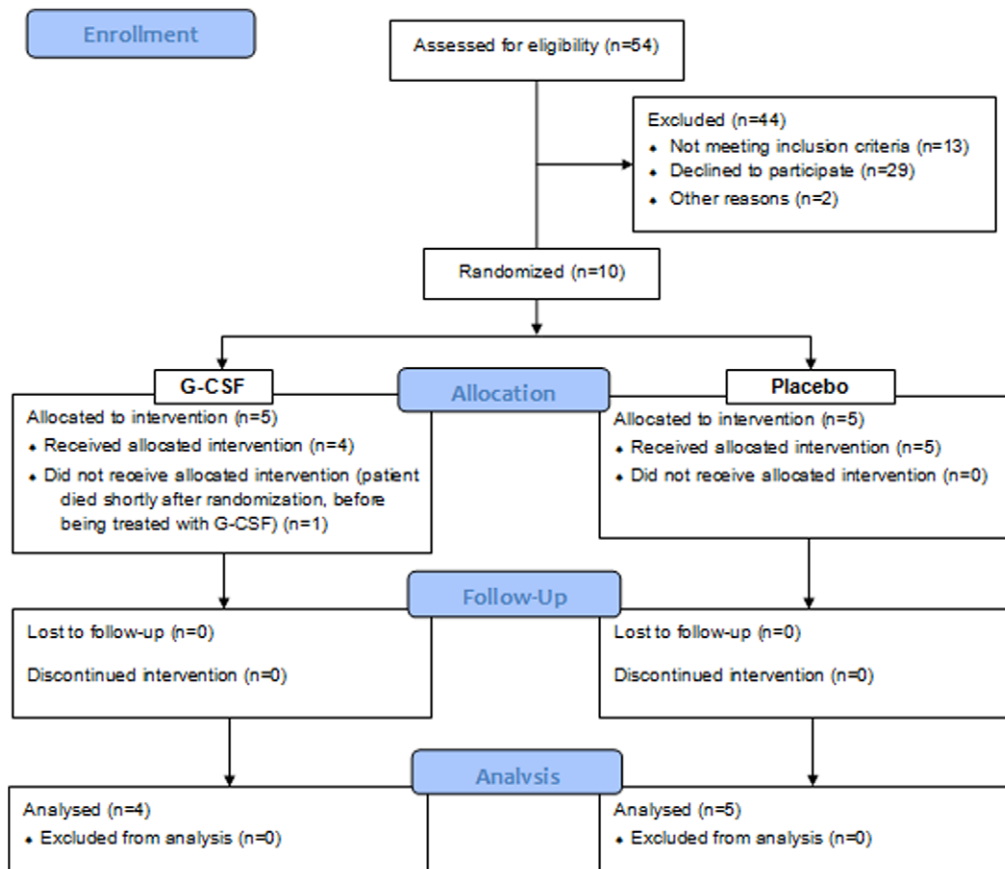 Enrollment
Assessed for eligibility (n=54)
Excluded (n=44)
♦ Not meeting inclusion criteria (n=13)
♦ Declined to participate (n=29)
♦ Other reasons (n=2)
Randomized (n=10)
G-CSF
Allocation
Placebo
Allocated to intervention (n=5)
♦ Received allocated intervention (n=4)
♦ Did not receive allocated intervention (patient
died shortly after randomization, before
being treated with G-CSF) (n=1)
Allocated to intervention (n=5)
♦ Received allocated intervention (n=5)
♦ Did not receive allocated intervention (n=0)
Follow-Up
Lost to follow-up (n=0)
Discontinued intervention (n=0)
Lost to follow-up (n=0)
Discontinued intervention (n=0)
Analysis
Analysed (n=4)
♦ Excluded from analysis (n=0)
Analysed (n=5)
♦ Excluded from analysis (n=0)